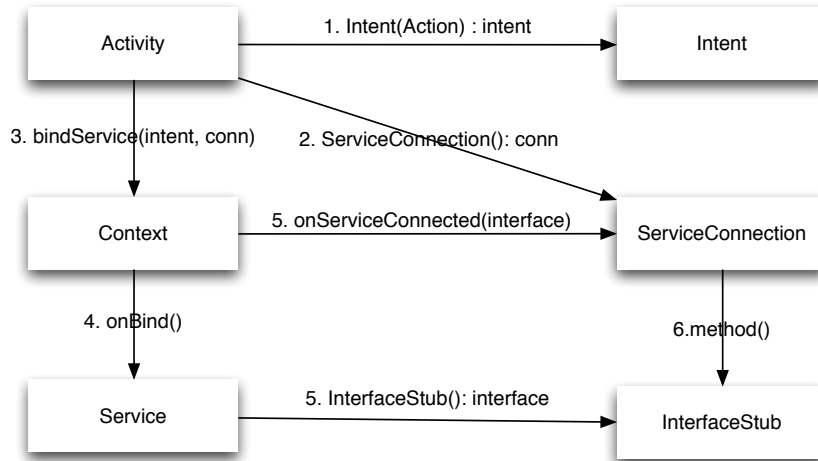 1. Intent(Action) : intent
Activity
Intent
3. bindService(intent, conn)
2. ServiceConnection(): conn
5. onServiceConnected(interface)
Context
ServiceConnection
4. onBind()
6.method()
5. InterfaceStub(): interface
Service
InterfaceStub